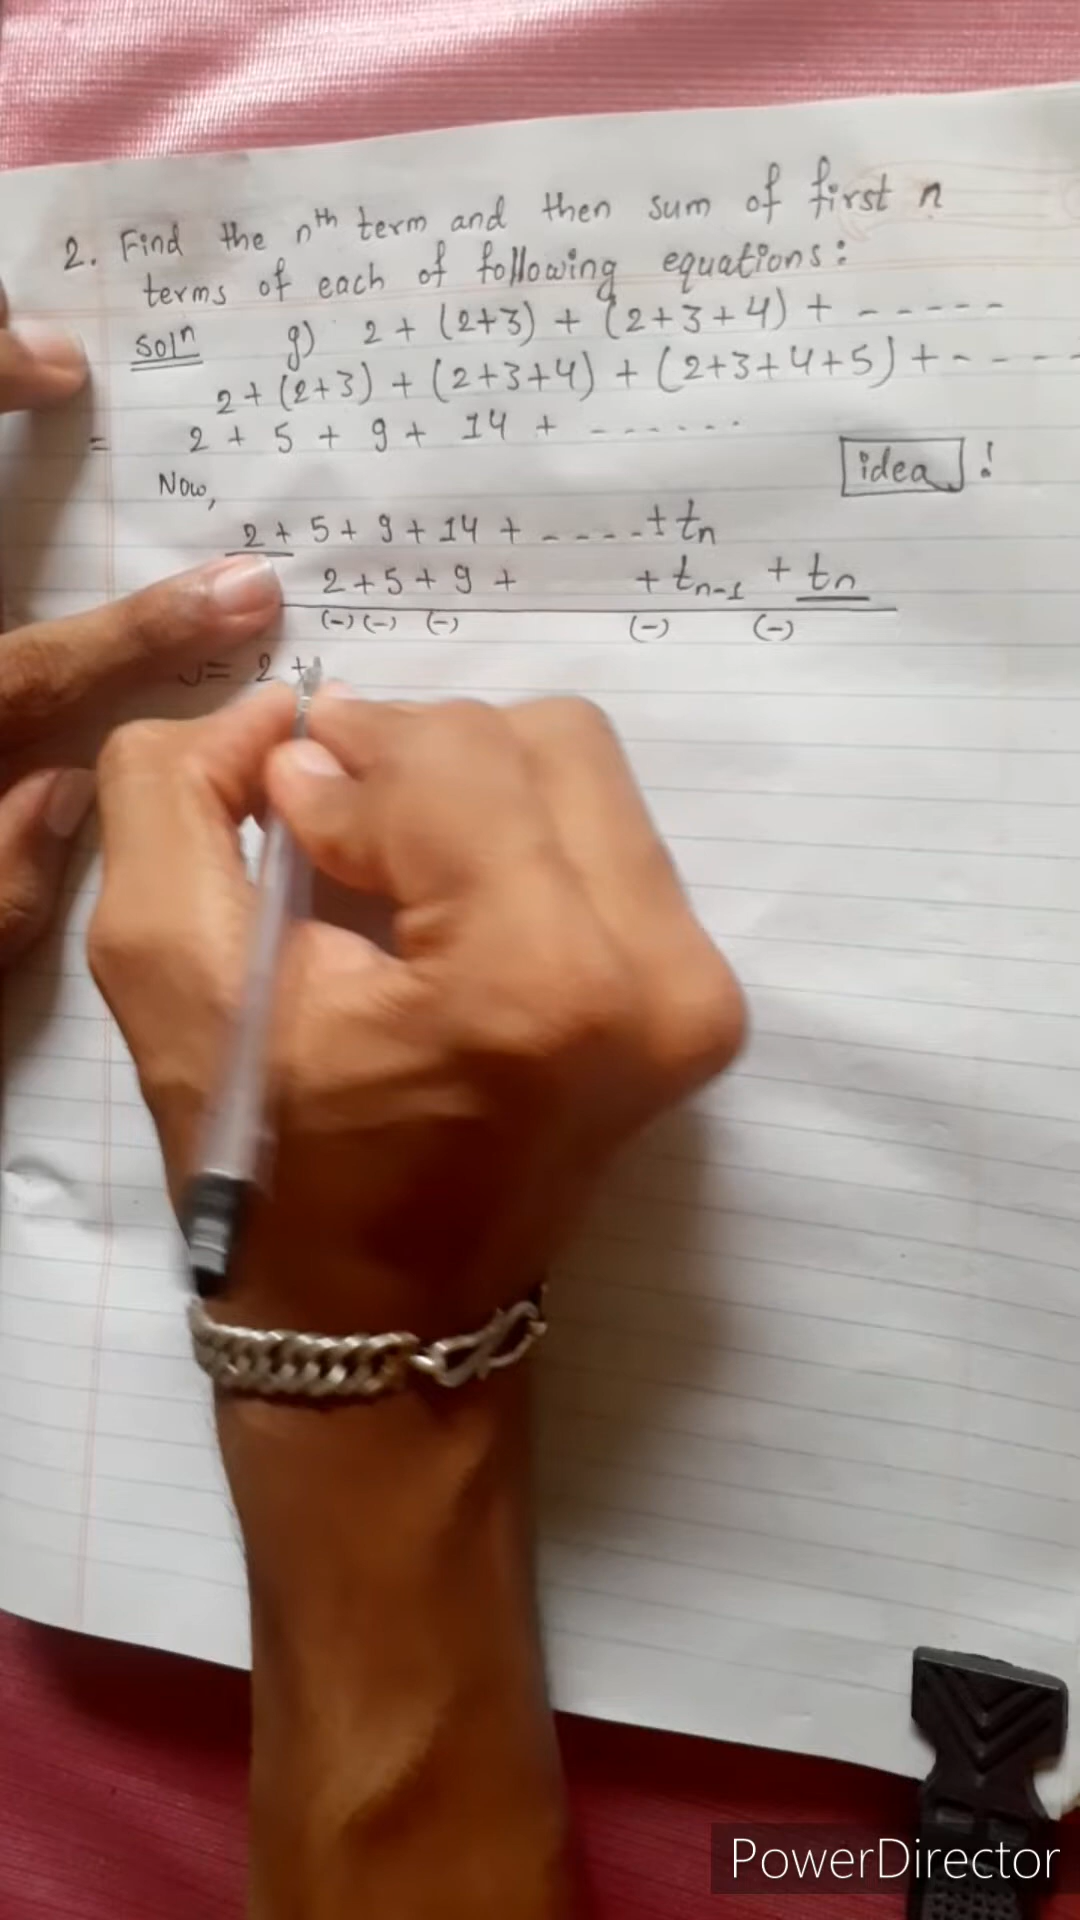 2. Find the nth term and then sum of first n
terms of each of following equations:
Soln g) 2 + (2+3) + (2+3+4) + -----
2 + (2+3) + (2+3+4) + (2+3+4+5) + ----
= 2 + 5 + 9 + 14 + ------
idea !
Now,
2 + 5 + 9 + 14 + ----- + tn
2 + 5 + 9 + + tn-1 + tn
(-) (-) (-) (-) (-)
= 2 +
PowerDirector